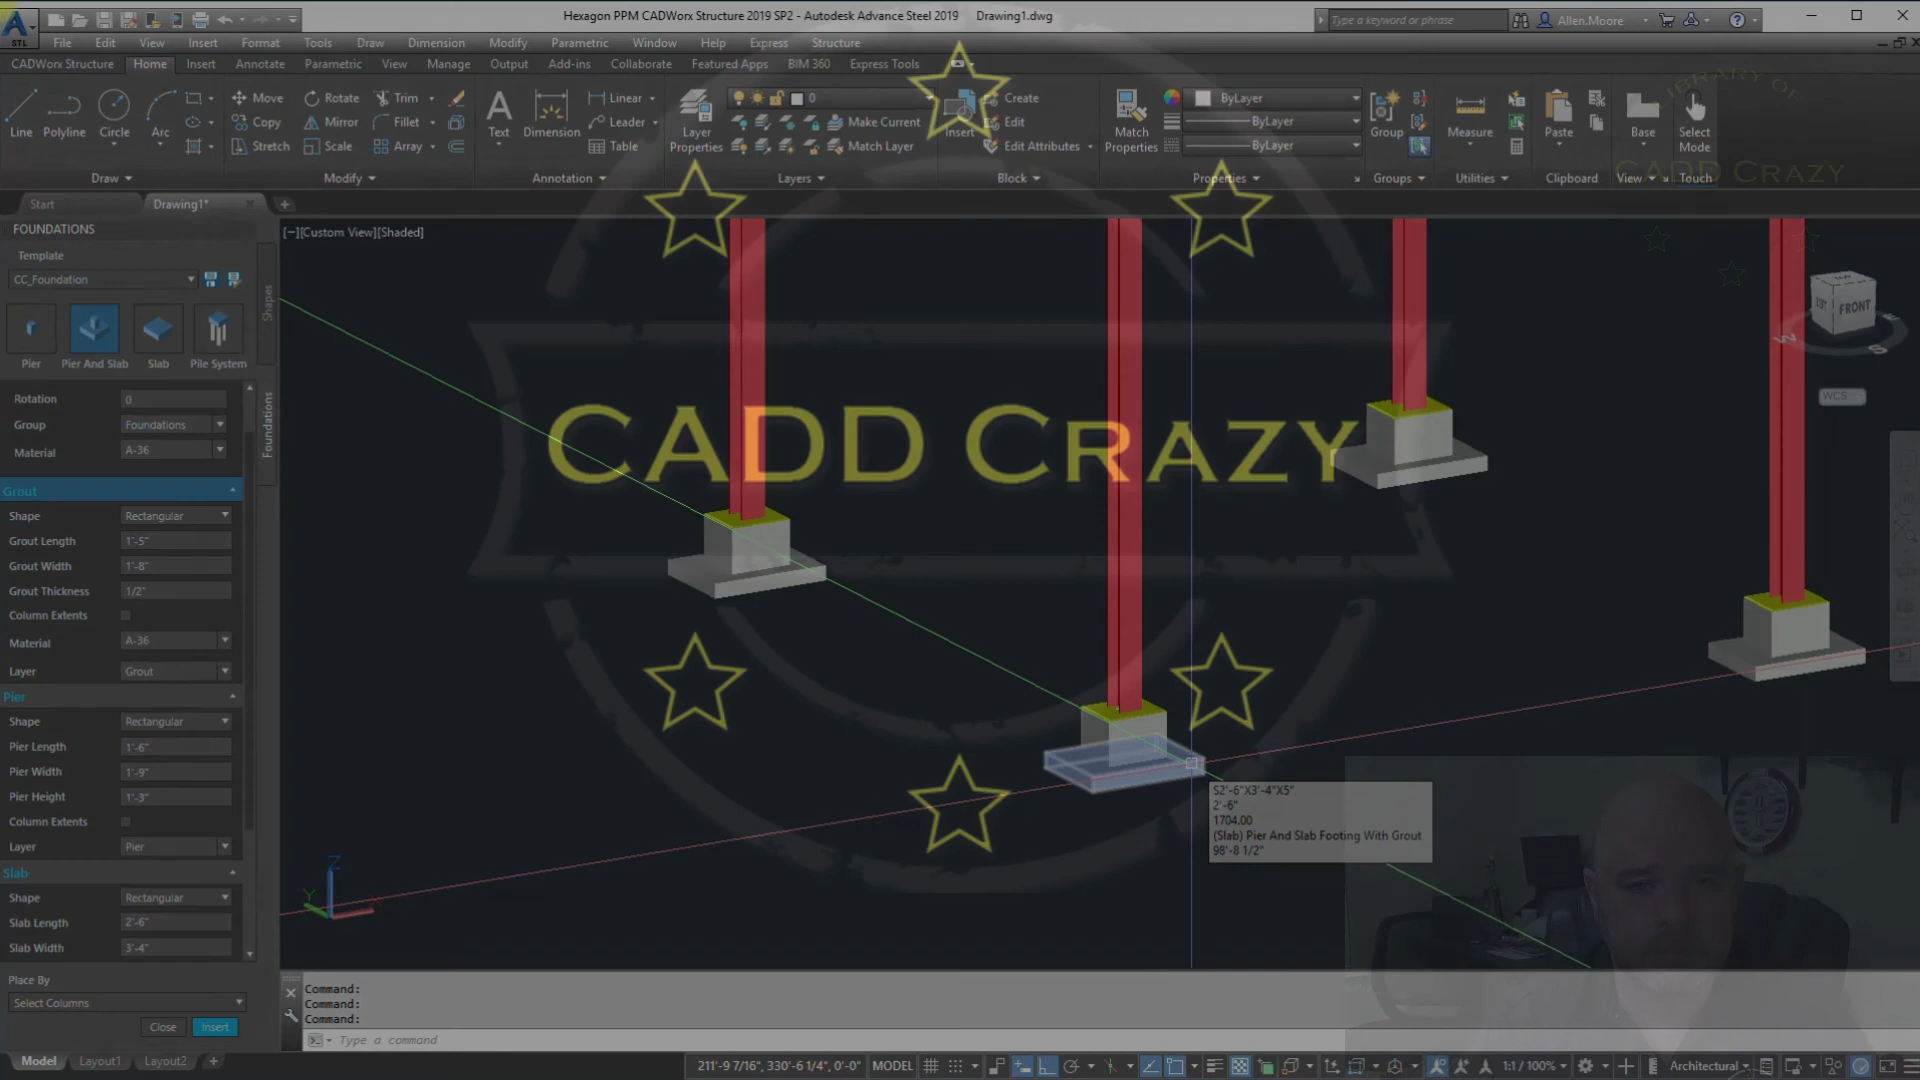 Hexagon PPM CADWorx Structure 2019 SP2 - Autodesk Advance Steel 2019 Drawing1.dwg
Type a keyword or phrase
Allen.Moore
STL
File Edit View Insert Format Tools Draw Dimension Modify Parametric Window Help Express Structure
CADWorx Structure Home Insert Annotate Parametric View Manage Output Add-ins Collaborate Featured Apps BIM 360 Express Tools
Line Polyline Circle Arc
Move Rotate Trim
Copy Mirror Fillet
Stretch Scale Array
Text Dimension
Linear
Leader
Table
Layer Properties
0
Make Current
Match Layer
Insert
Create
Edit
Edit Attributes
Match Properties
ByLayer
ByLayer
ByLayer
Group
Measure
Paste
Base
Select Mode
Draw Modify Annotation Layers Block Properties Groups Utilities Clipboard View Touch
LIBRARY OF
CADD CRAZY
Start Drawing1*
FOUNDATIONS
Template
CC_Foundation
Pier Pier And Slab Slab Pile System
Shapes
Foundations
Rotation 0
Group Foundations
Material A-36
Grout
Shape Rectangular
Grout Length 1'-5"
Grout Width 1'-8"
Grout Thickness 1/2"
Column Extents
Material A-36
Layer Grout
Pier
Shape Rectangular
Pier Length 1'-6"
Pier Width 1'-9"
Pier Height 1'-3"
Column Extents
Layer Pier
Slab
Shape Rectangular
Slab Length 2'-6"
Slab Width 3'-4"
Place By
Select Columns
Close Insert
[−][Custom View][Shaded]
CADD CRAZY
FRONT
W
S
WCS
S2'-6"X3'-4"X5"
2'-6"
1704.00
(Slab) Pier And Slab Footing With Grout
98'-8 1/2"
Z
Y
X
Command:
Command:
Command:
Type a command
Model Layout1 Layout2
211'-9 7/16", 330'-6 1/4", 0'-0" MODEL
1:1 / 100%
Architectural